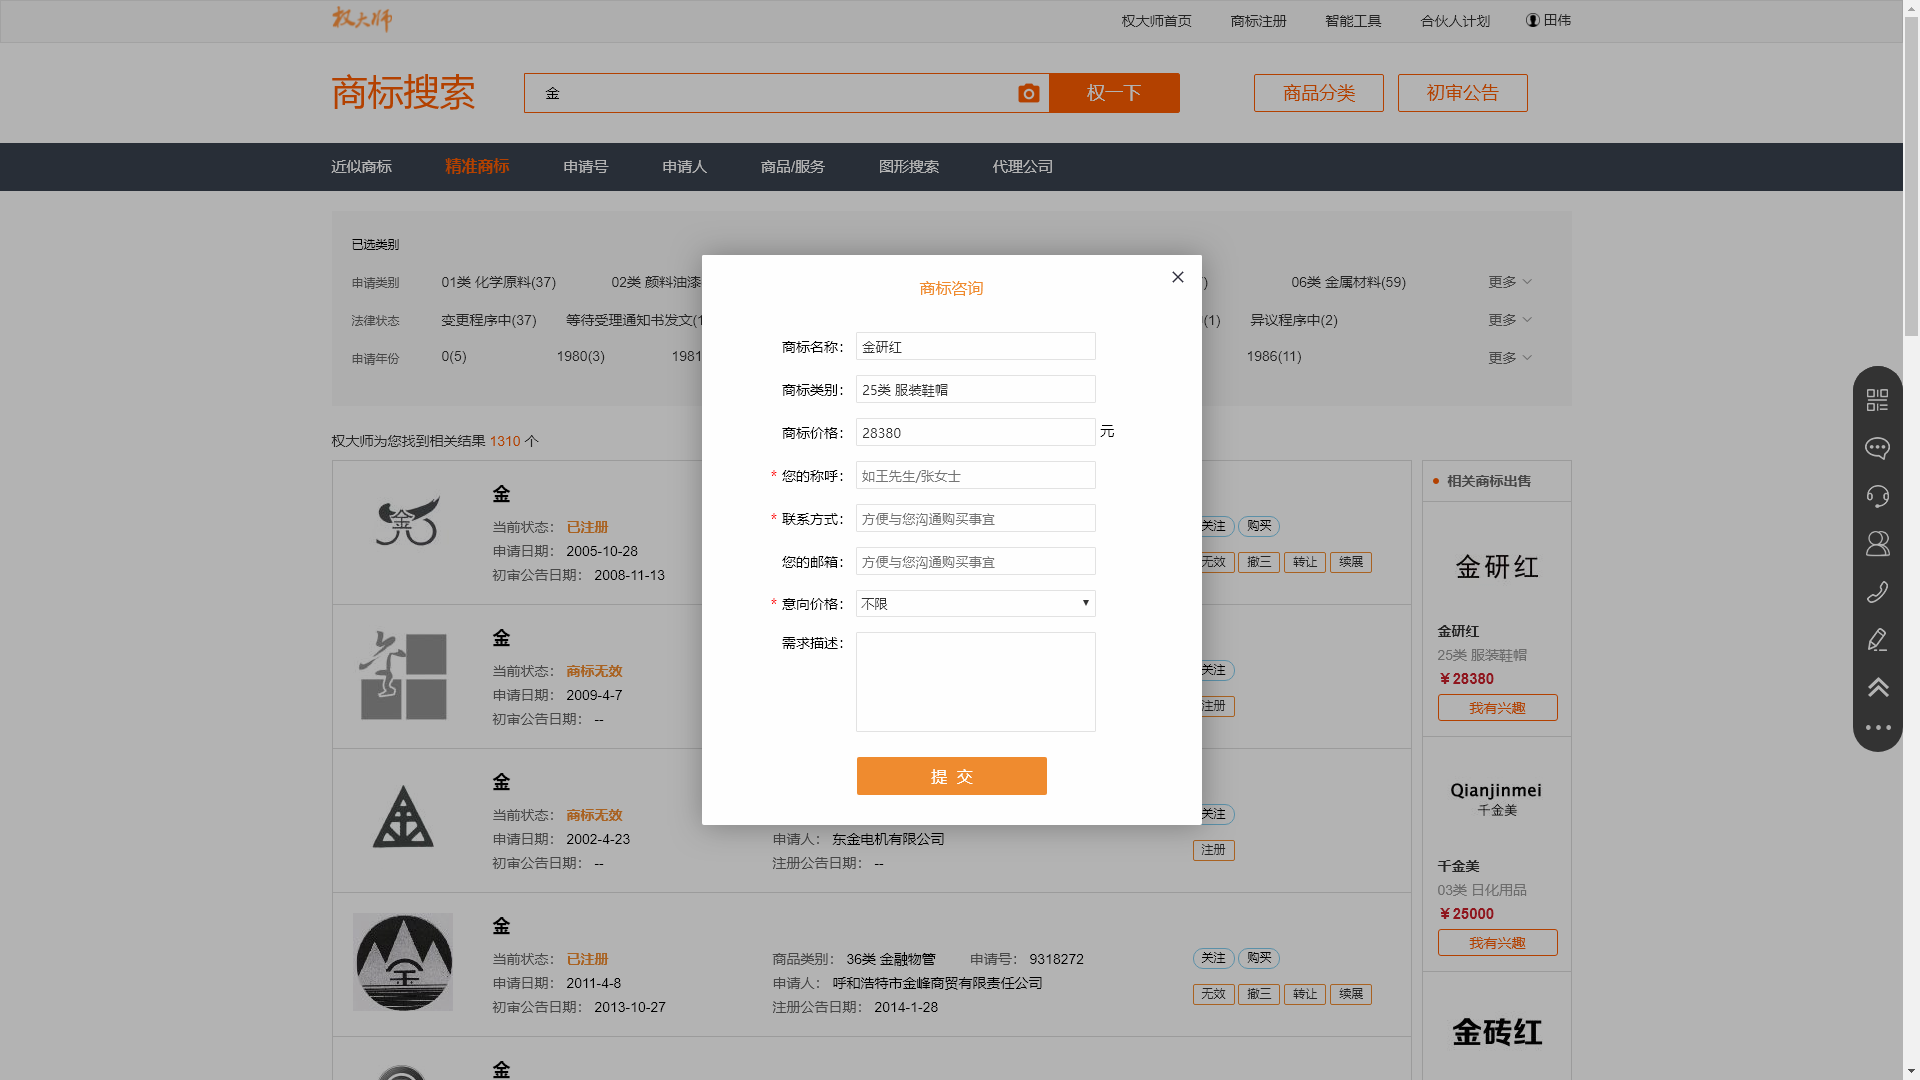 权大师
权大师首页 商标注册 智能工具 合伙人计划 田伟
商标搜索
金
权一下
商品分类 初审公告
近似商标 精准商标 申请号 申请人 商品/服务 图形搜索 代理公司
已选类别
申请类别 01类 化学原料(37) 02类 颜料油漆 06类 金属材料(59) 更多
法律状态 变更程序中(37) 等待受理通知书发文(1 (1) 异议程序中(2) 更多
申请年份 0(5) 1980(3) 1981 1986(11) 更多
权大师为您找到相关结果 1310 个
商标咨询
商标名称: 金研红
商标类别: 25类 服装鞋帽
商标价格: 28380 元
* 您的称呼: 如王先生/张女士
* 联系方式: 方便与您沟通购买事宜
您的邮箱: 方便与您沟通购买事宜
* 意向价格: 不限
需求描述:
提 交
金
当前状态: 已注册
申请日期: 2005-10-28
初审公告日期: 2008-11-13
关注 购买
无效 撤三 转让 续展
金
当前状态: 商标无效
申请日期: 2009-4-7
初审公告日期: --
关注
注册
金
当前状态: 商标无效
申请日期: 2002-4-23
初审公告日期: --
申请人: 东金电机有限公司
注册公告日期: --
关注
注册
金
当前状态: 已注册
申请日期: 2011-4-8
初审公告日期: 2013-10-27
商品类别: 36类 金融物管 申请号: 9318272
申请人: 呼和浩特市金峰商贸有限责任公司
注册公告日期: 2014-1-28
关注 购买
无效 撤三 转让 续展
金
相关商标出售
金研红
金研红
25类 服装鞋帽
¥28380
我有兴趣
Qianjinmei
千金美
千金美
03类 日化用品
¥25000
我有兴趣
金砖红